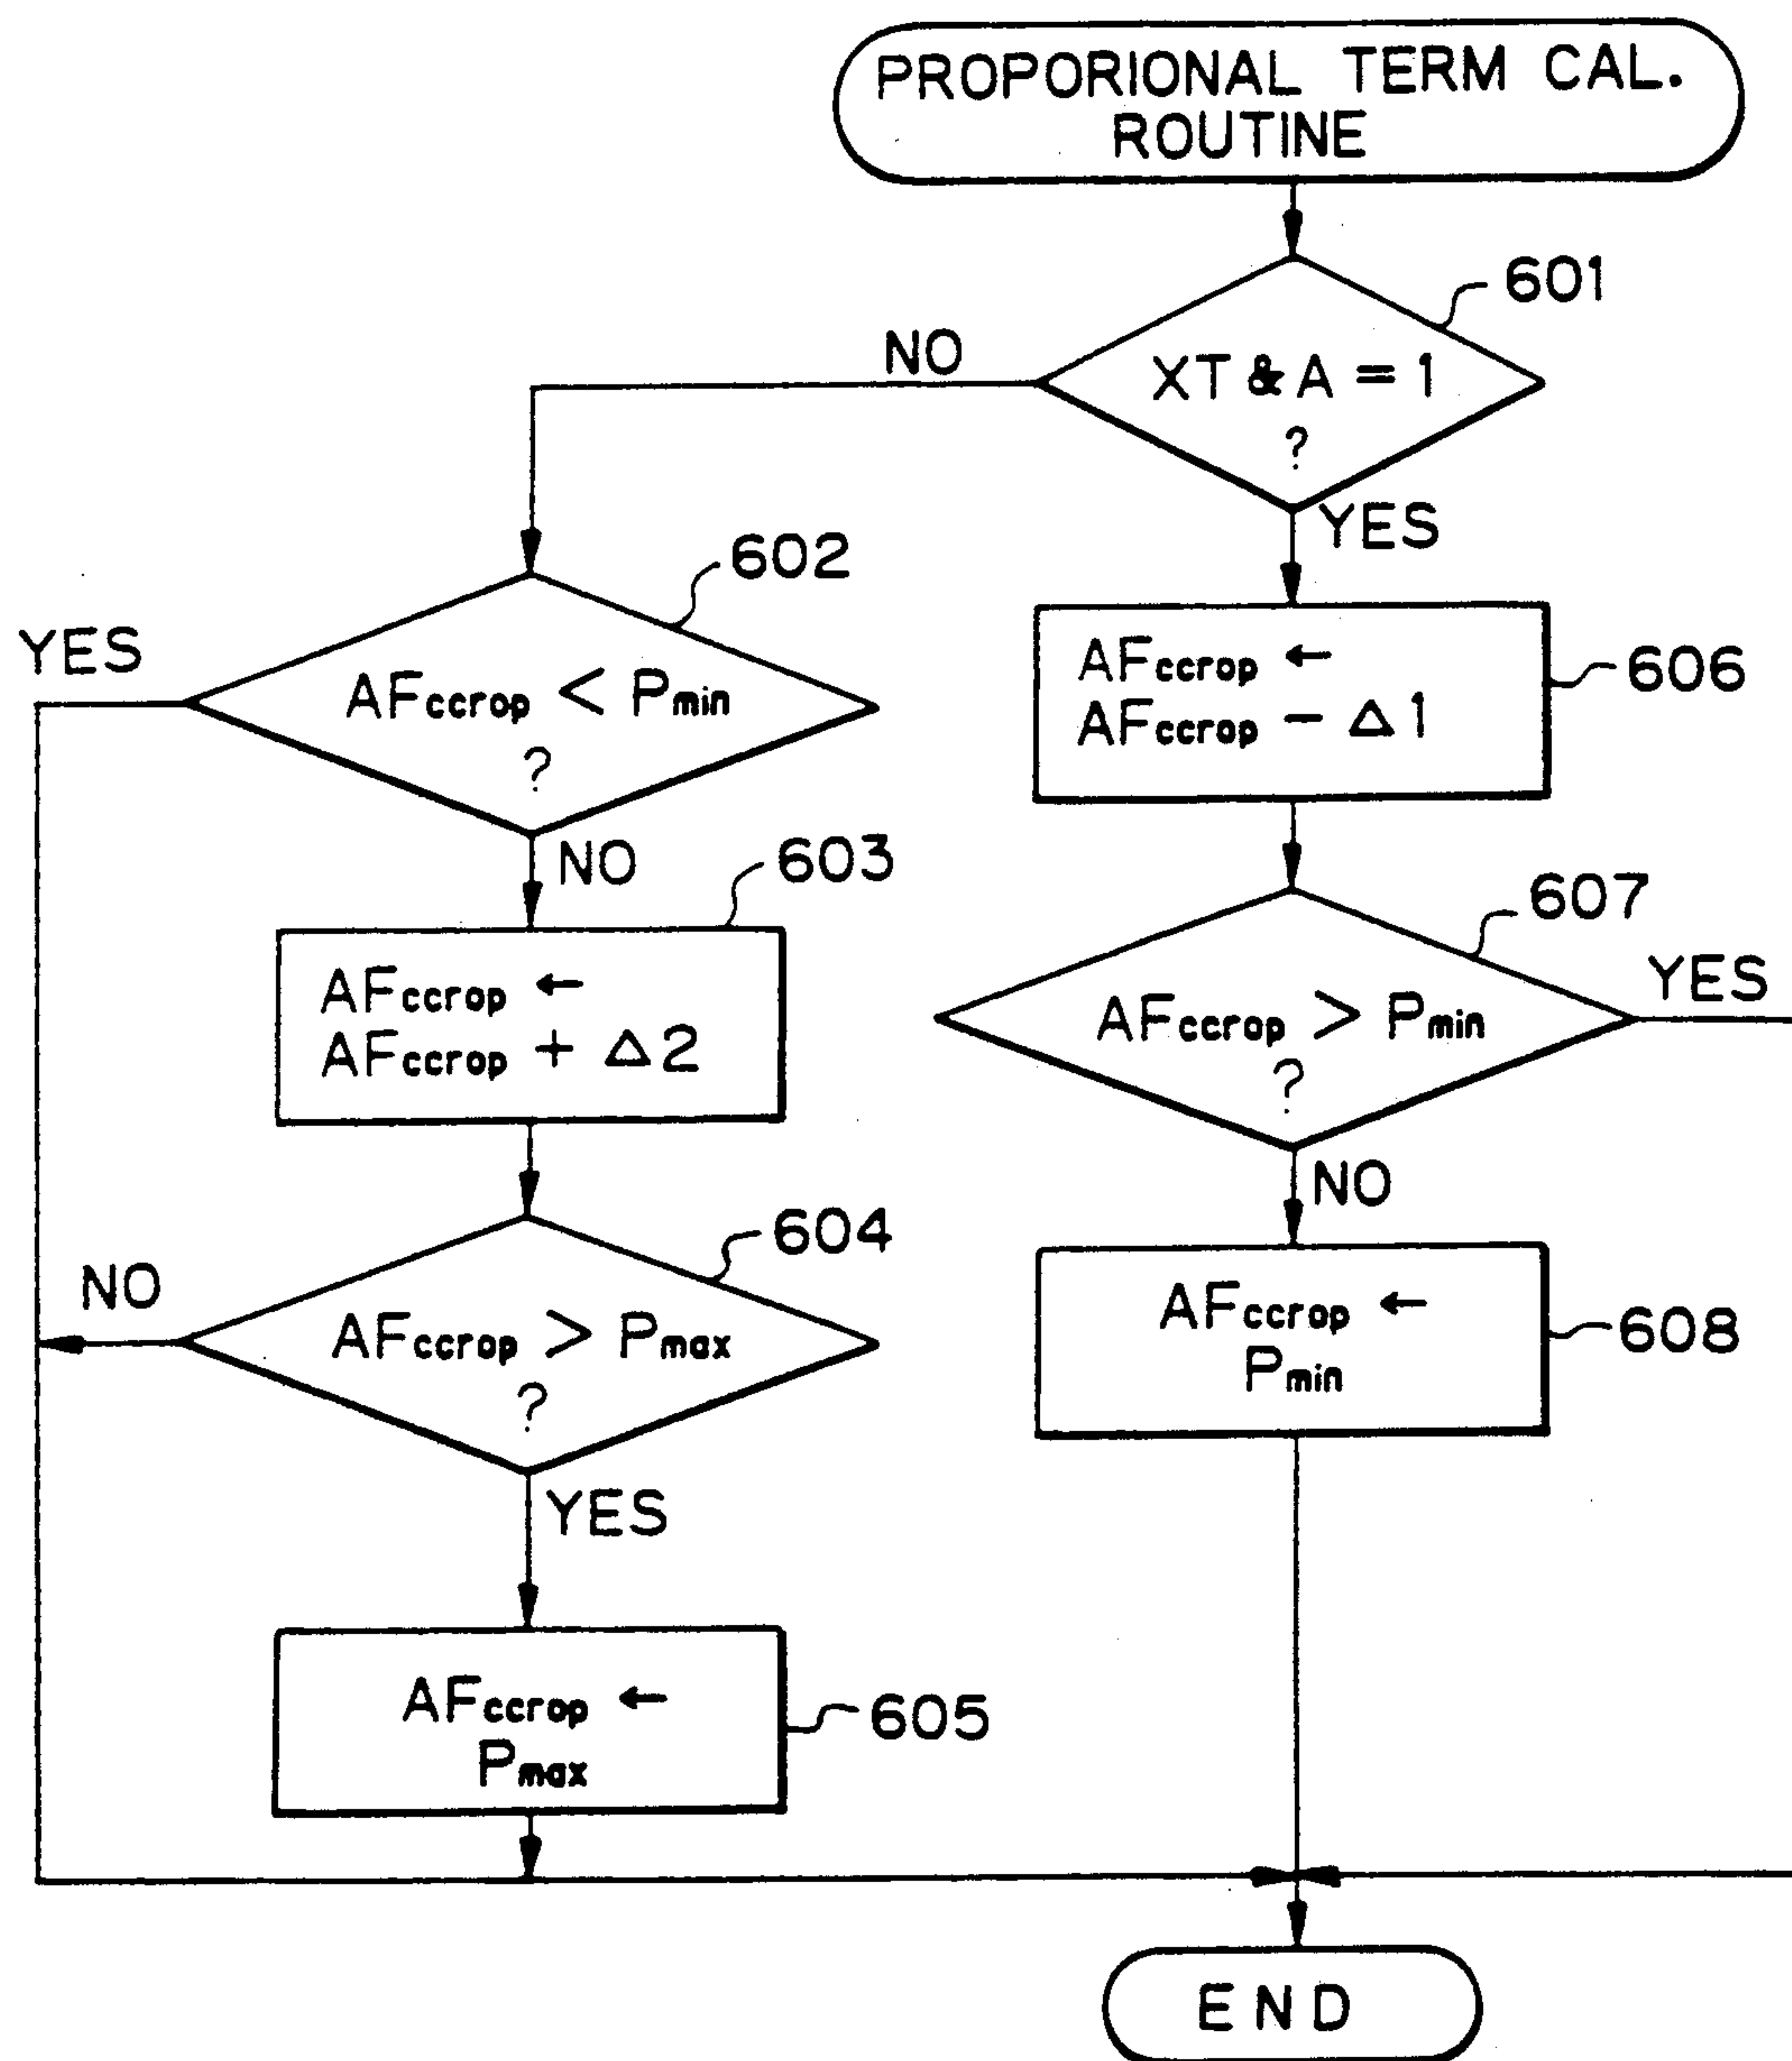 PROPORIONAL TERM CAL.
ROUTINE
601
NO
XT & A = 1
?
YES
602
YES
AFccrop < Pmin
?
606
AFccrop ←
AFccrop - Δ1
NO
603
AFccrop ←
AFccrop + Δ2
607
YES
AFccrop > Pmin
?
NO
604
NO
AFccrop > Pmax
?
608
AFccrop ←
Pmin
YES
605
AFccrop ←
Pmax
END